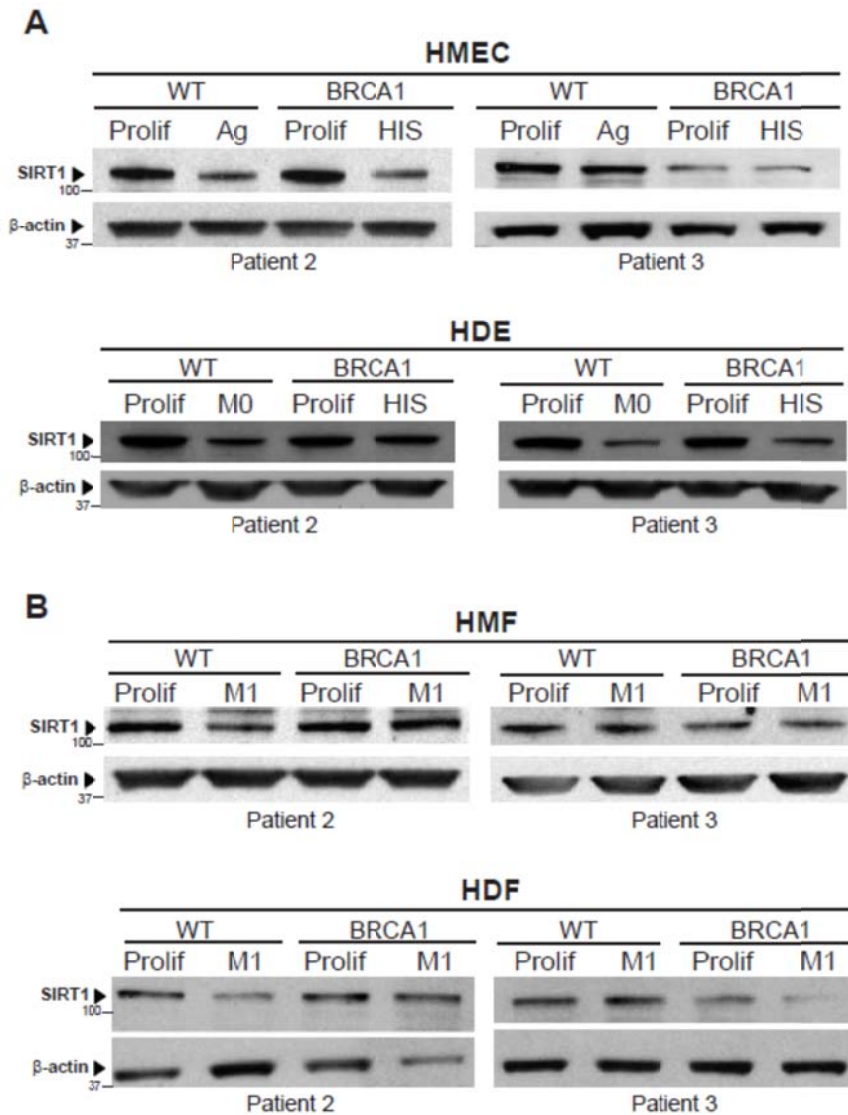 A
HMEC
WT BRCA1 WT BRCA1
Prolif Ag Prolif HIS Prolif Ag Prolif HIS
SIRT1
100
β-actin
37
Patient 2 Patient 3
HDE
WT BRCA1 WT BRCA1
Prolif M0 Prolif HIS Prolif M0 Prolif HIS
SIRT1
100
β-actin
37
Patient 2 Patient 3
B
HMF
WT BRCA1 WT BRCA1
Prolif M1 Prolif M1 Prolif M1 Prolif M1
SIRT1
100
β-actin
37
Patient 2 Patient 3
HDF
WT BRCA1 WT BRCA1
Prolif M1 Prolif M1 Prolif M1 Prolif M1
SIRT1
100
β-actin
37
Patient 2 Patient 3